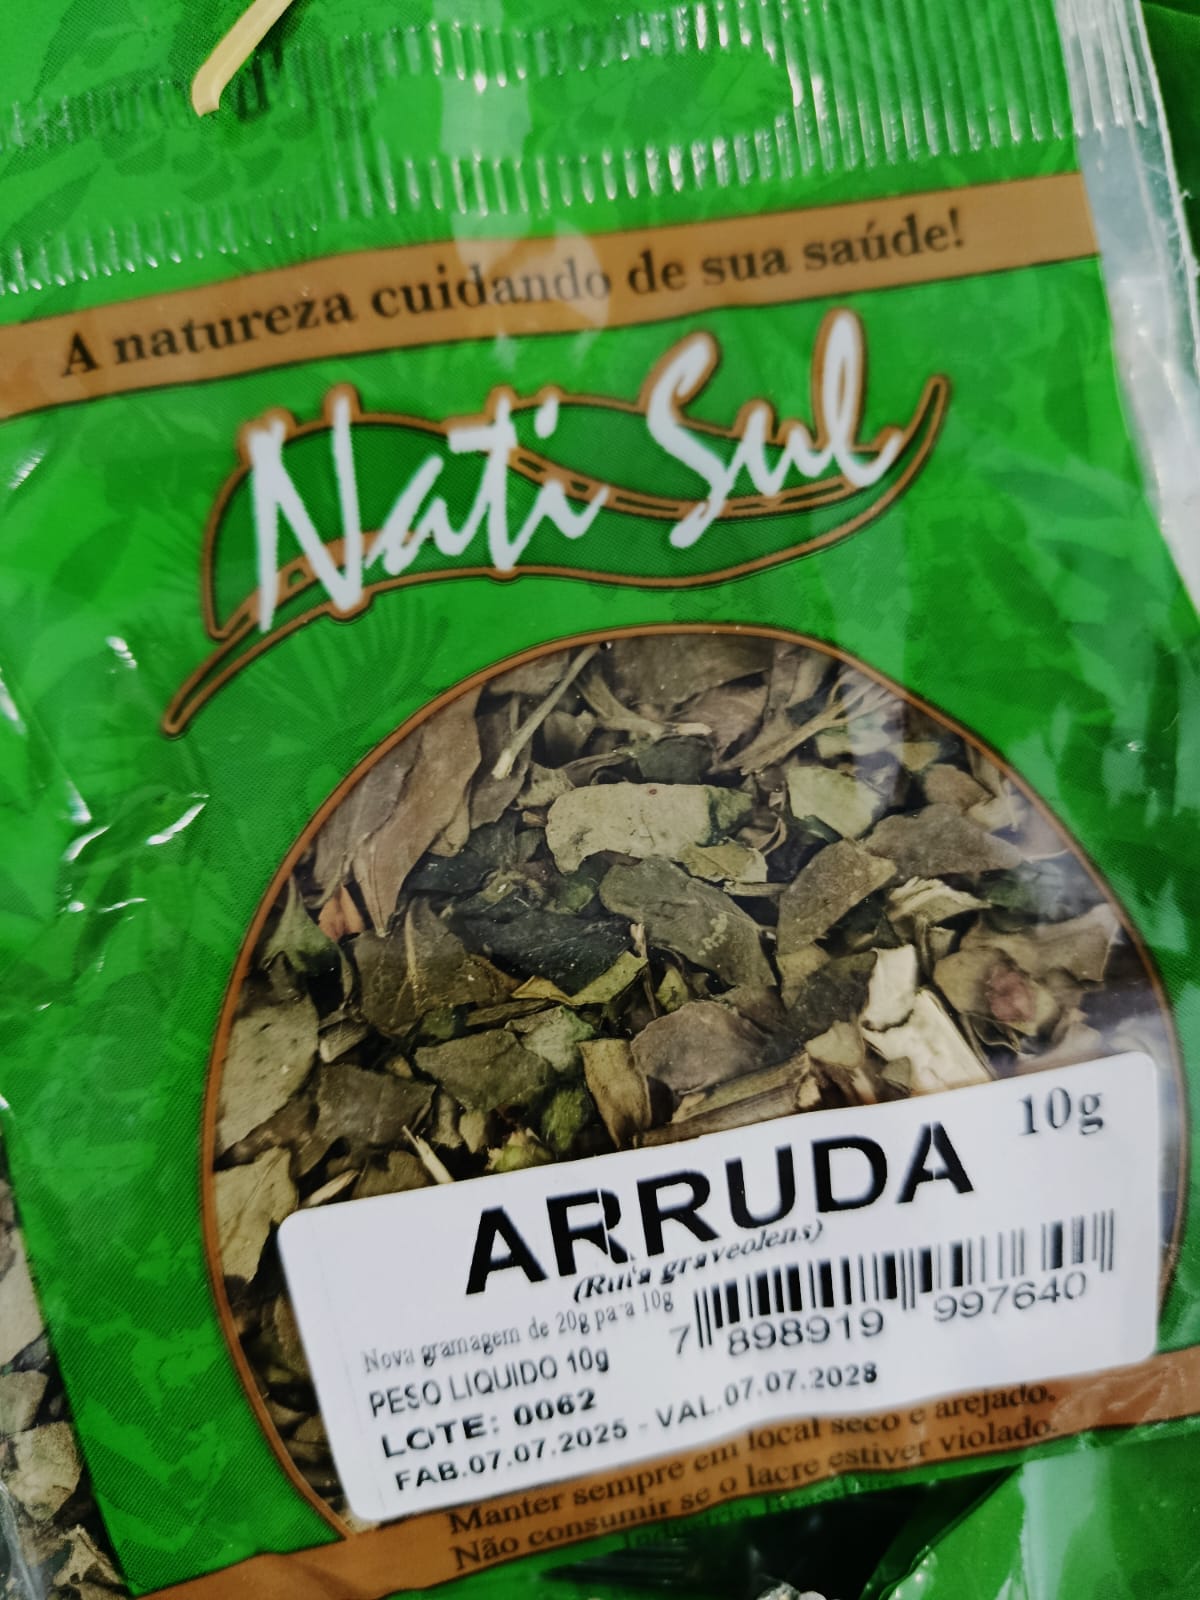 A natureza cuidando de sua saúde!
Nati Sul
ARRUDA 10g
(Ruta graveolens)
Nova gramagem de 20g para 10g
7 898919 997640
PESO LIQUIDO 10g
LOTE: 0062
FAB.07.07.2025 - VAL.07.07.2028
Manter sempre em local seco e arejado.
Não consumir se o lacre estiver violado.